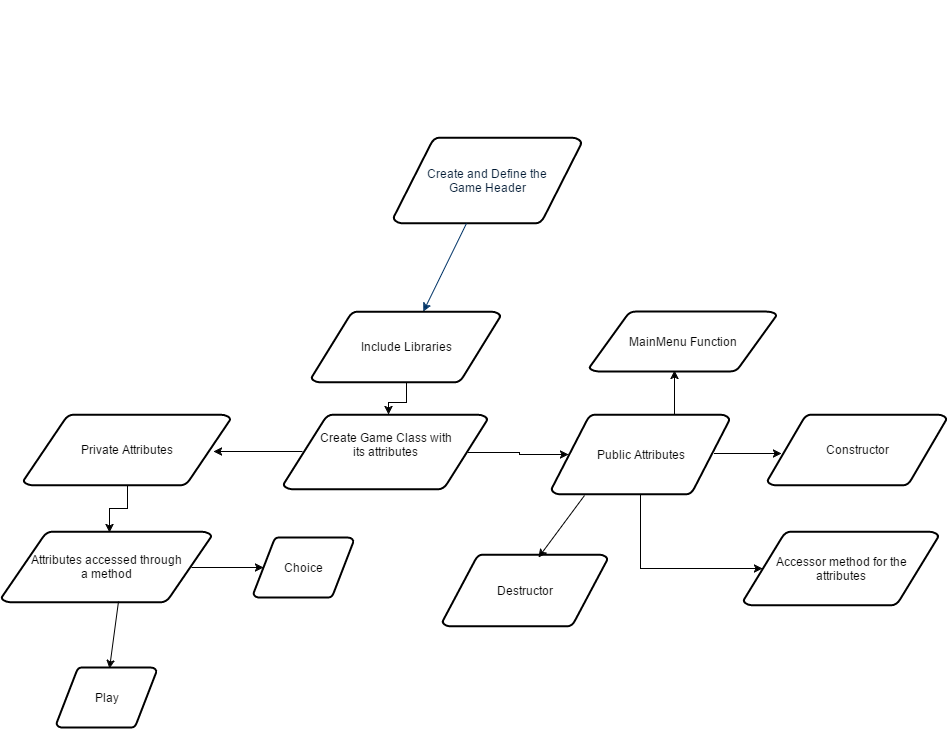 Create and Define the
Game Header
Include Libraries
MainMenu Function
Private Attributes
Create Game Class with
its attributes
Public Attributes
Constructor
Attributes accessed through
a method
Choice
Destructor
Accessor method for the
attributes
Play